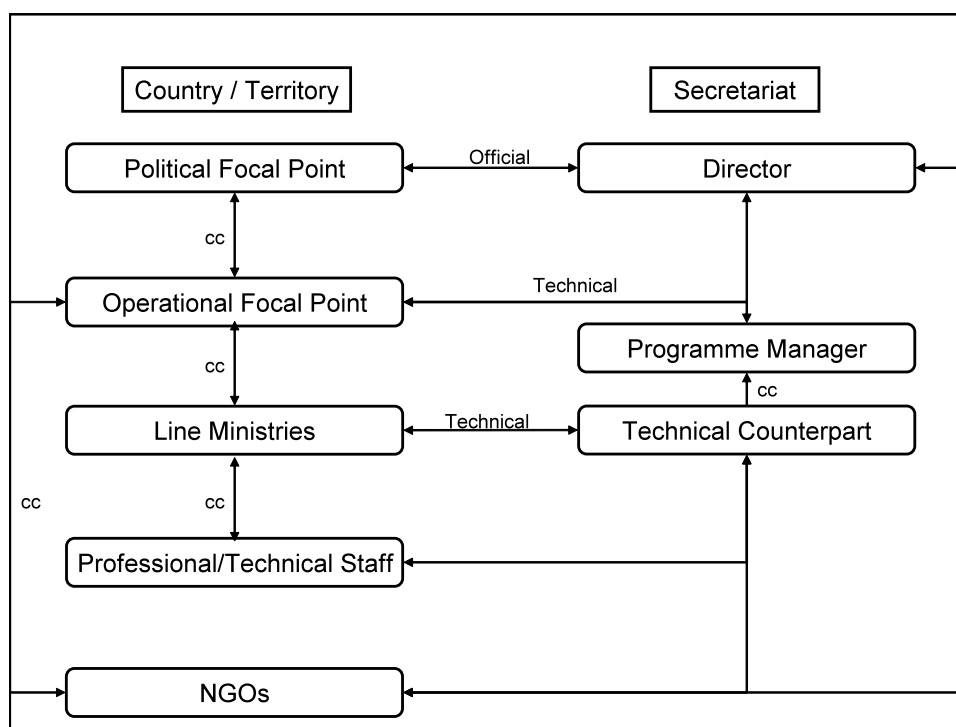 Country / Territory
Secretariat
Political Focal Point
Official
Director
cc
Operational Focal Point
Technical
Programme Manager
cc
cc
Line Ministries
Technical
Technical Counterpart
cc
cc
Professional/Technical Staff
NGOs